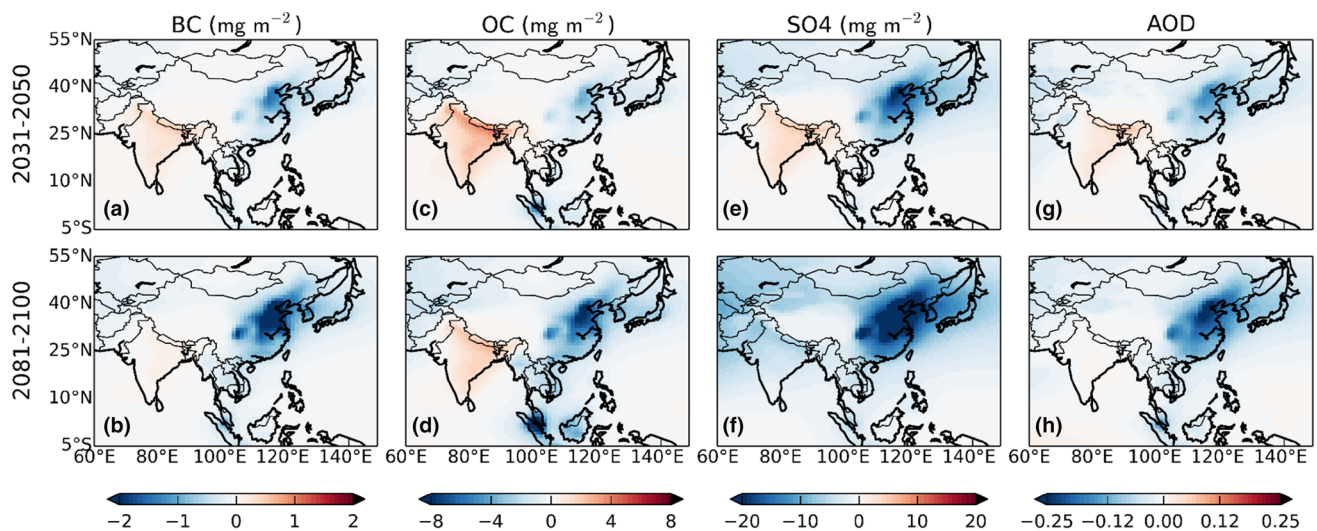 BC (mg m−2) OC (mg m−2) SO4 (mg m−2) AOD
2031-2050
55°N
40°N
25°N
10°N
5°S
(a) (c) (e) (g)
2081-2100
55°N
40°N
25°N
10°N
5°S
(b) (d) (f) (h)
60°E 80°E 100°E 120°E 140°E 60°E 80°E 100°E 120°E 140°E 60°E 80°E 100°E 120°E 140°E 60°E 80°E 100°E 120°E 140°E
−2 −1 0 1 2 −8 −4 0 4 8 −20 −10 0 10 20 −0.25 −0.12 0.00 0.12 0.25